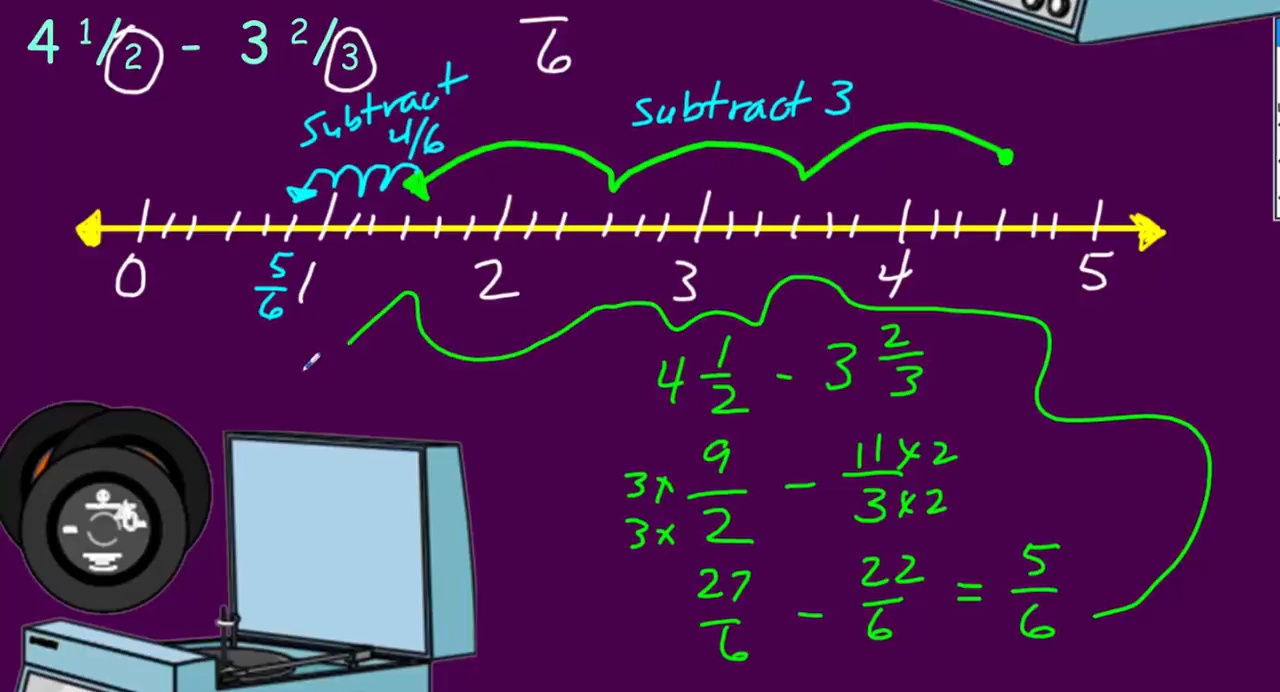 4 1/2 - 3 2/3
/6
subtract 4/6
subtract 3
0 5/6 1 2 3 4 5
4 1/2 - 3 2/3
3x 9/3x 2 - 11x2/3x2
27/6 - 22/6 = 5/6